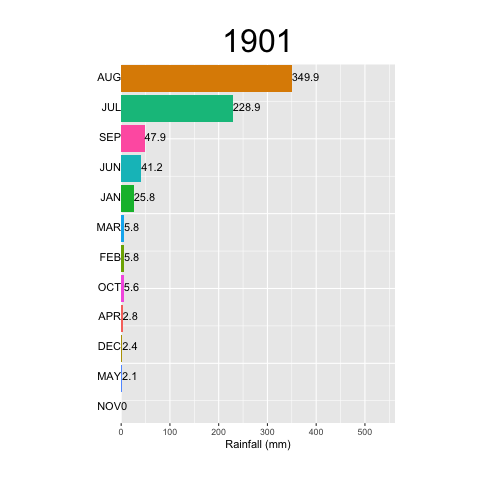 1901
AUG 349.9
JUL 228.9
SEP 47.9
JUN 41.2
JAN 25.8
MAR 5.8
FEB 5.8
OCT 5.6
APR 2.8
DEC 2.4
MAY 2.1
NOV 0
0 100 200 300 400 500
Rainfall (mm)